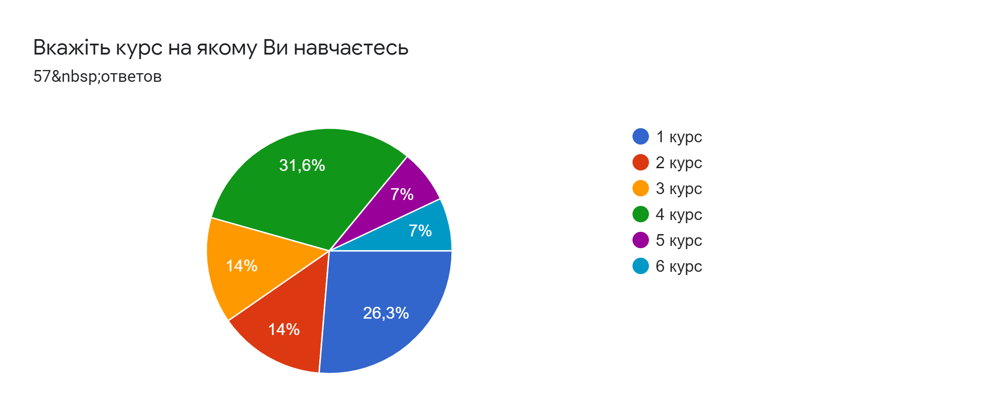 Вкажіть курс на якому Ви навчаєтесь
57&nbsp;ответов
31,6%
7%
7%
14%
14%
26,3%
1 курс
2 курс
3 курс
4 курс
5 курс
6 курс